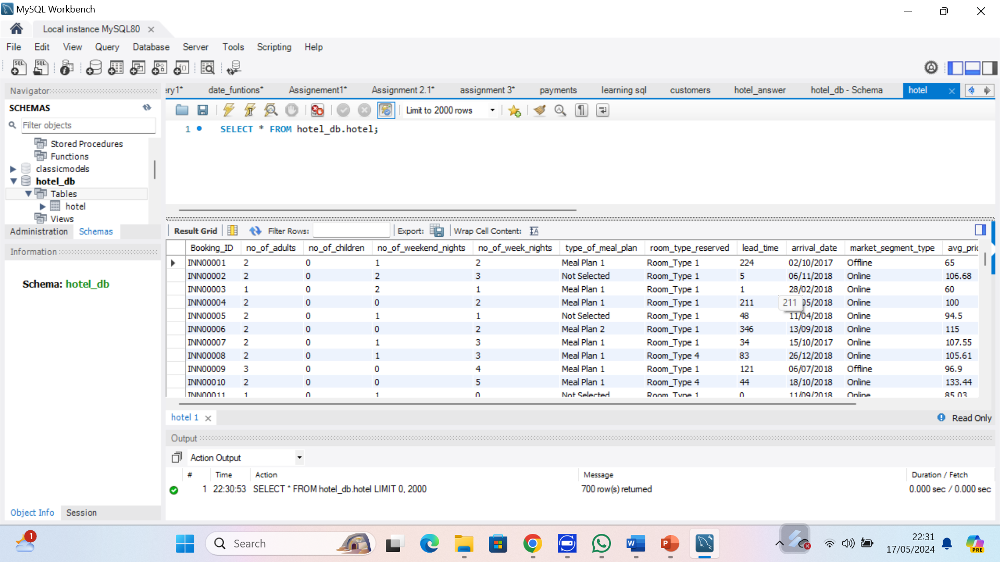 MySQL Workbench
Local instance MySQL80
File Edit View Query Database Server Tools Scripting Help
Navigator
SCHEMAS
Filter objects
Stored Procedures
Functions
classicmodels
hotel_db
Tables
hotel
Views
Administration Schemas
Information
Schema: hotel_db
Object Info Session
ery1* date_funtions* Assignement1* Assignment 2.1* assignment 3* payments learning sql customers hotel_answer hotel_db - Schema hotel
Limit to 2000 rows
1 SELECT * FROM hotel_db.hotel;
Result Grid Filter Rows: Export: Wrap Cell Content:
Booking_ID no_of_adults no_of_children no_of_weekend_nights no_of_week_nights type_of_meal_plan room_type_reserved lead_time arrival_date market_segment_type avg_pric
INN00001 2 0 1 2 Meal Plan 1 Room_Type 1 224 02/10/2017 Offline 65
INN00002 2 0 2 3 Not Selected Room_Type 1 5 06/11/2018 Online 106.68
INN00003 1 0 2 1 Meal Plan 1 Room_Type 1 1 28/02/2018 Online 60
INN00004 2 0 0 2 Meal Plan 1 Room_Type 1 211 211 05/2018 Online 100
INN00005 2 0 1 1 Not Selected Room_Type 1 48 11/04/2018 Online 94.5
INN00006 2 0 0 2 Meal Plan 2 Room_Type 1 346 13/09/2018 Online 115
INN00007 2 0 1 3 Meal Plan 1 Room_Type 1 34 15/10/2017 Online 107.55
INN00008 2 0 1 3 Meal Plan 1 Room_Type 4 83 26/12/2018 Online 105.61
INN00009 3 0 0 4 Meal Plan 1 Room_Type 1 121 06/07/2018 Offline 96.9
INN00010 2 0 0 5 Meal Plan 1 Room_Type 4 44 18/10/2018 Online 133.44
INN00011 1 0 1 0 Not Selected Room_Type 1 0 11/09/2018 Online 85.03
hotel 1
Read Only
Output
Action Output
# Time Action Message Duration / Fetch
1 22:30:53 SELECT * FROM hotel_db.hotel LIMIT 0, 2000 700 row(s) returned 0.000 sec / 0.000 sec
1
Search
22:31
17/05/2024
PRE